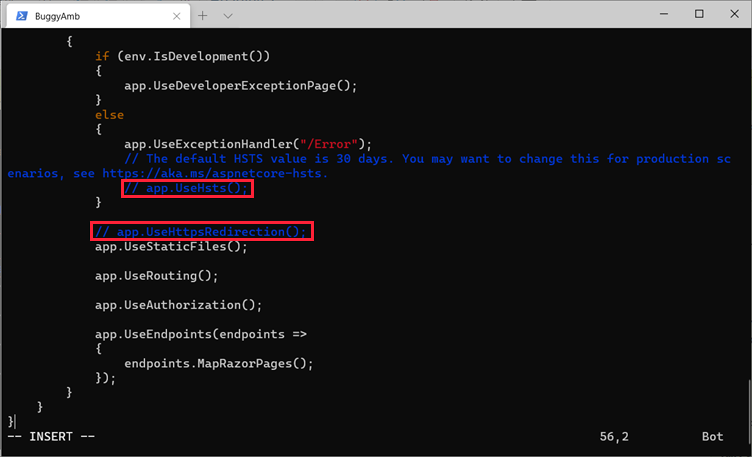 BuggyAmb
        {
            if (env.IsDevelopment())
            {
                app.UseDeveloperExceptionPage();
            }
            else
            {
                app.UseExceptionHandler("/Error");
                // The default HSTS value is 30 days. You may want to change this for production sc
enarios, see https://aka.ms/aspnetcore-hsts.
                // app.UseHsts();
            }

            // app.UseHttpsRedirection();
            app.UseStaticFiles();

            app.UseRouting();

            app.UseAuthorization();

            app.UseEndpoints(endpoints =>
            {
                endpoints.MapRazorPages();
            });
        }
    }
}
-- INSERT -- 56,2 Bot